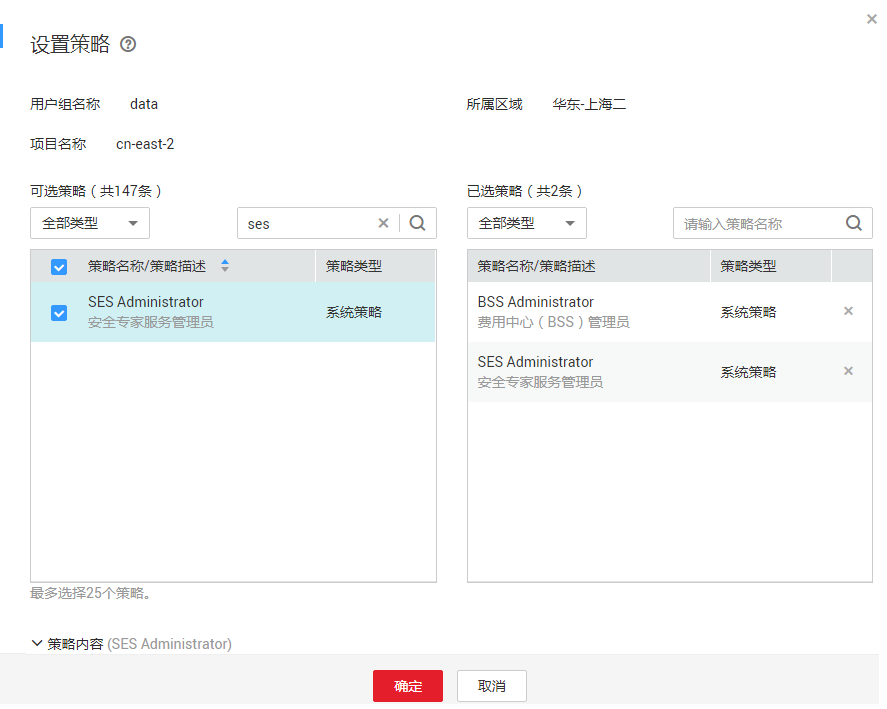 设置策略
用户组名称 data 所属区域 华东-上海二
项目名称 cn-east-2
可选策略（共147条） 已选策略（共2条）
全部类型 ses 全部类型 请输入策略名称
策略名称/策略描述 策略类型 策略名称/策略描述 策略类型
SES Administrator
安全专家服务管理员
系统策略
BSS Administrator
费用中心（BSS）管理员
系统策略
SES Administrator
安全专家服务管理员
系统策略
最多选择25个策略。
策略内容 (SES Administrator)
确定 取消